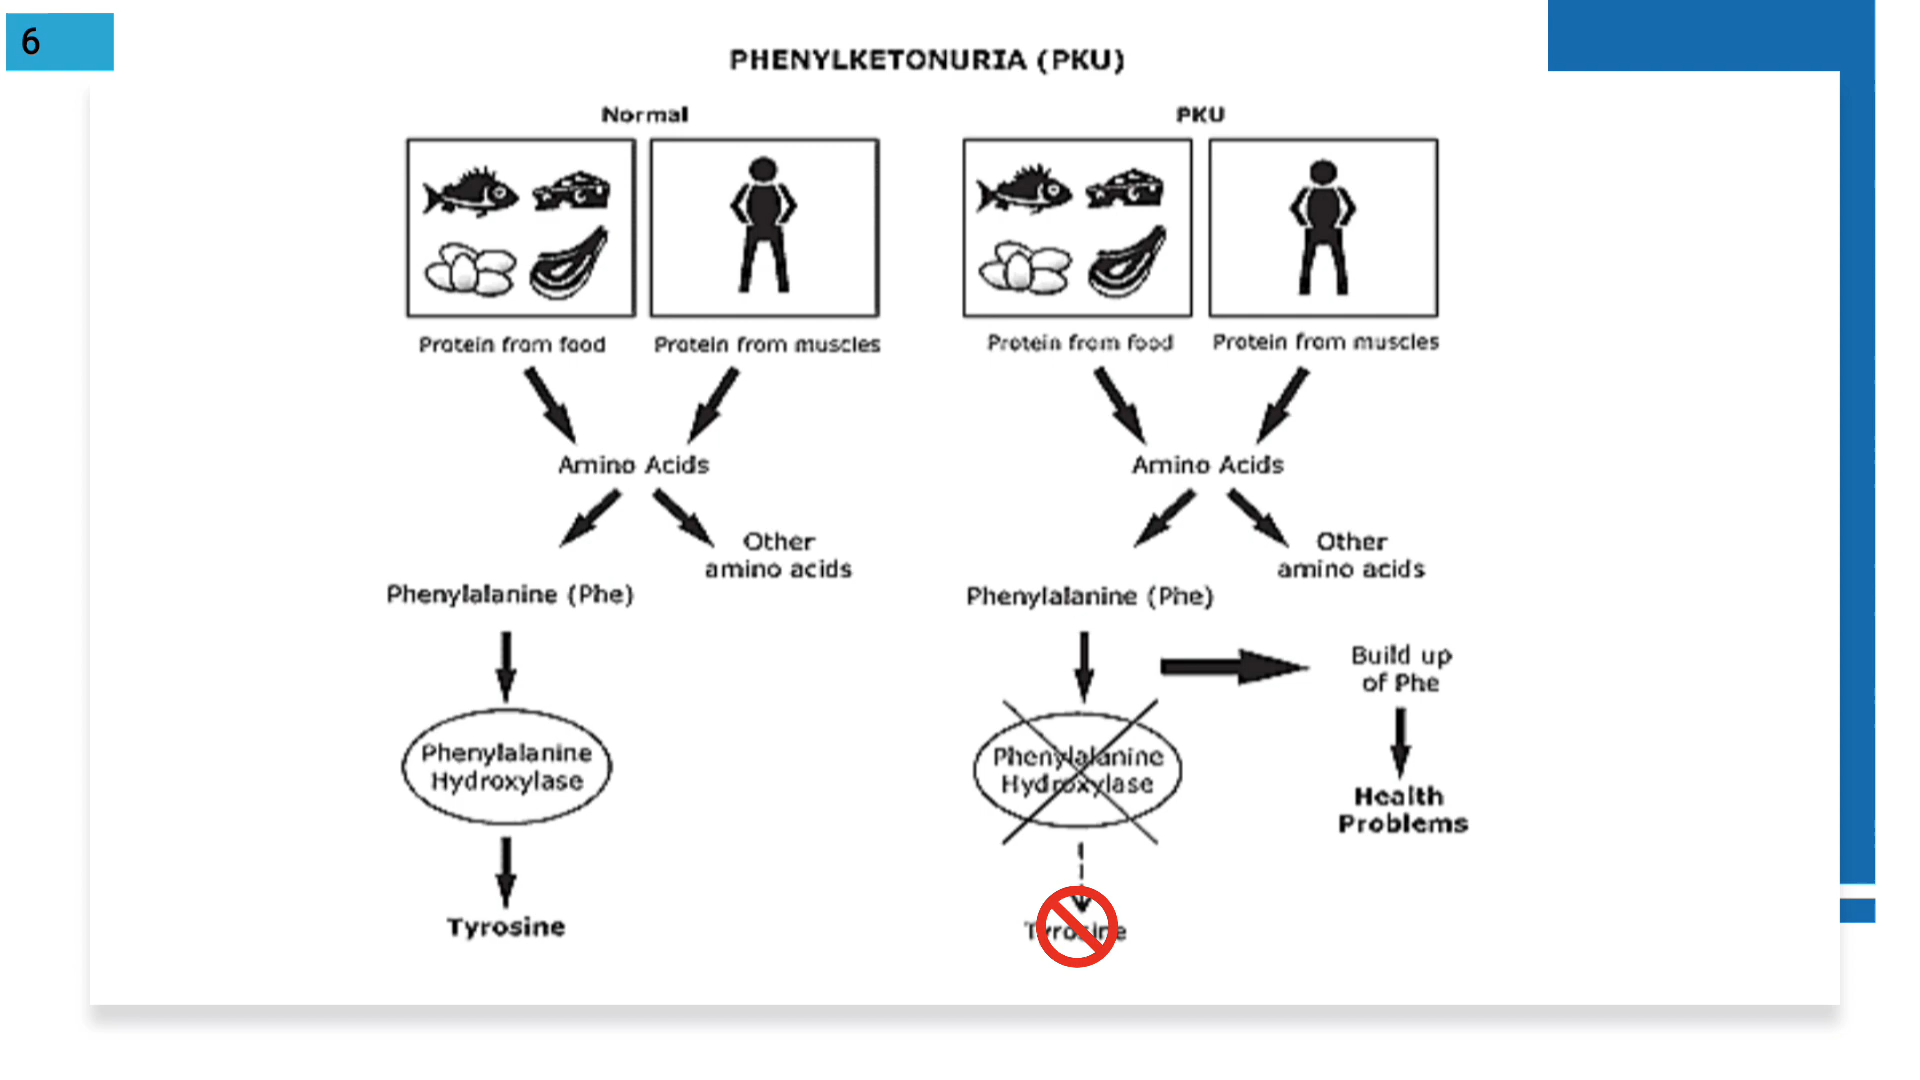 6
PHENYLKETONURIA (PKU)
Normal
Protein from food
Protein from muscles
Amino Acids
Other
amino acids
Phenylalanine (Phe)
Phenylalanine
Hydroxylase
Tyrosine
PKU
Protein from food
Protein from muscles
Amino Acids
Other
amino acids
Phenylalanine (Phe)
Build up
of Phe
Health
Problems
Phenylalanine
Hydroxylase
Tyrosine